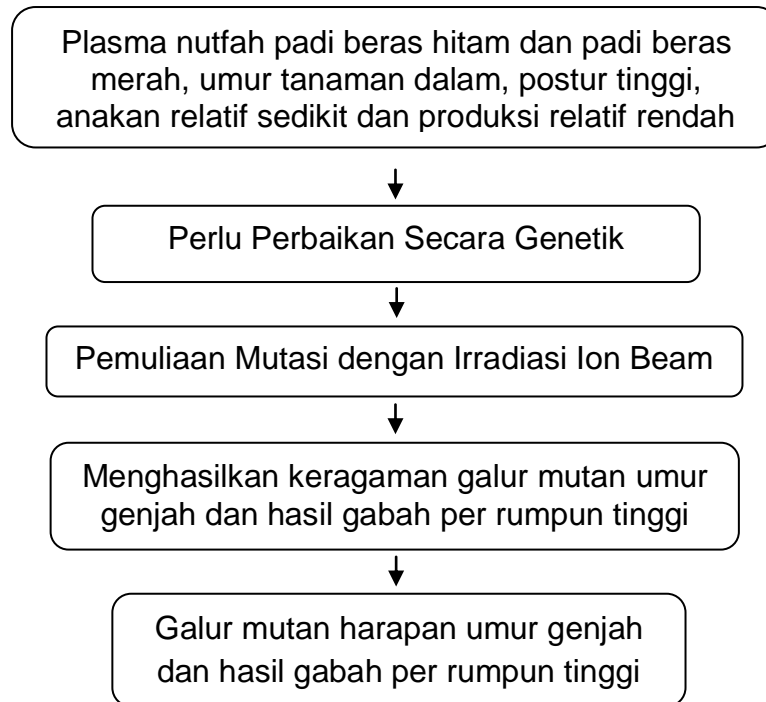 Plasma nutfah padi beras hitam dan padi beras
merah, umur tanaman dalam, postur tinggi,
anakan relatif sedikit dan produksi relatif rendah
Perlu Perbaikan Secara Genetik
Pemuliaan Mutasi dengan Irradiasi Ion Beam
Menghasilkan keragaman galur mutan umur
genjah dan hasil gabah per rumpun tinggi
Galur mutan harapan umur genjah
dan hasil gabah per rumpun tinggi